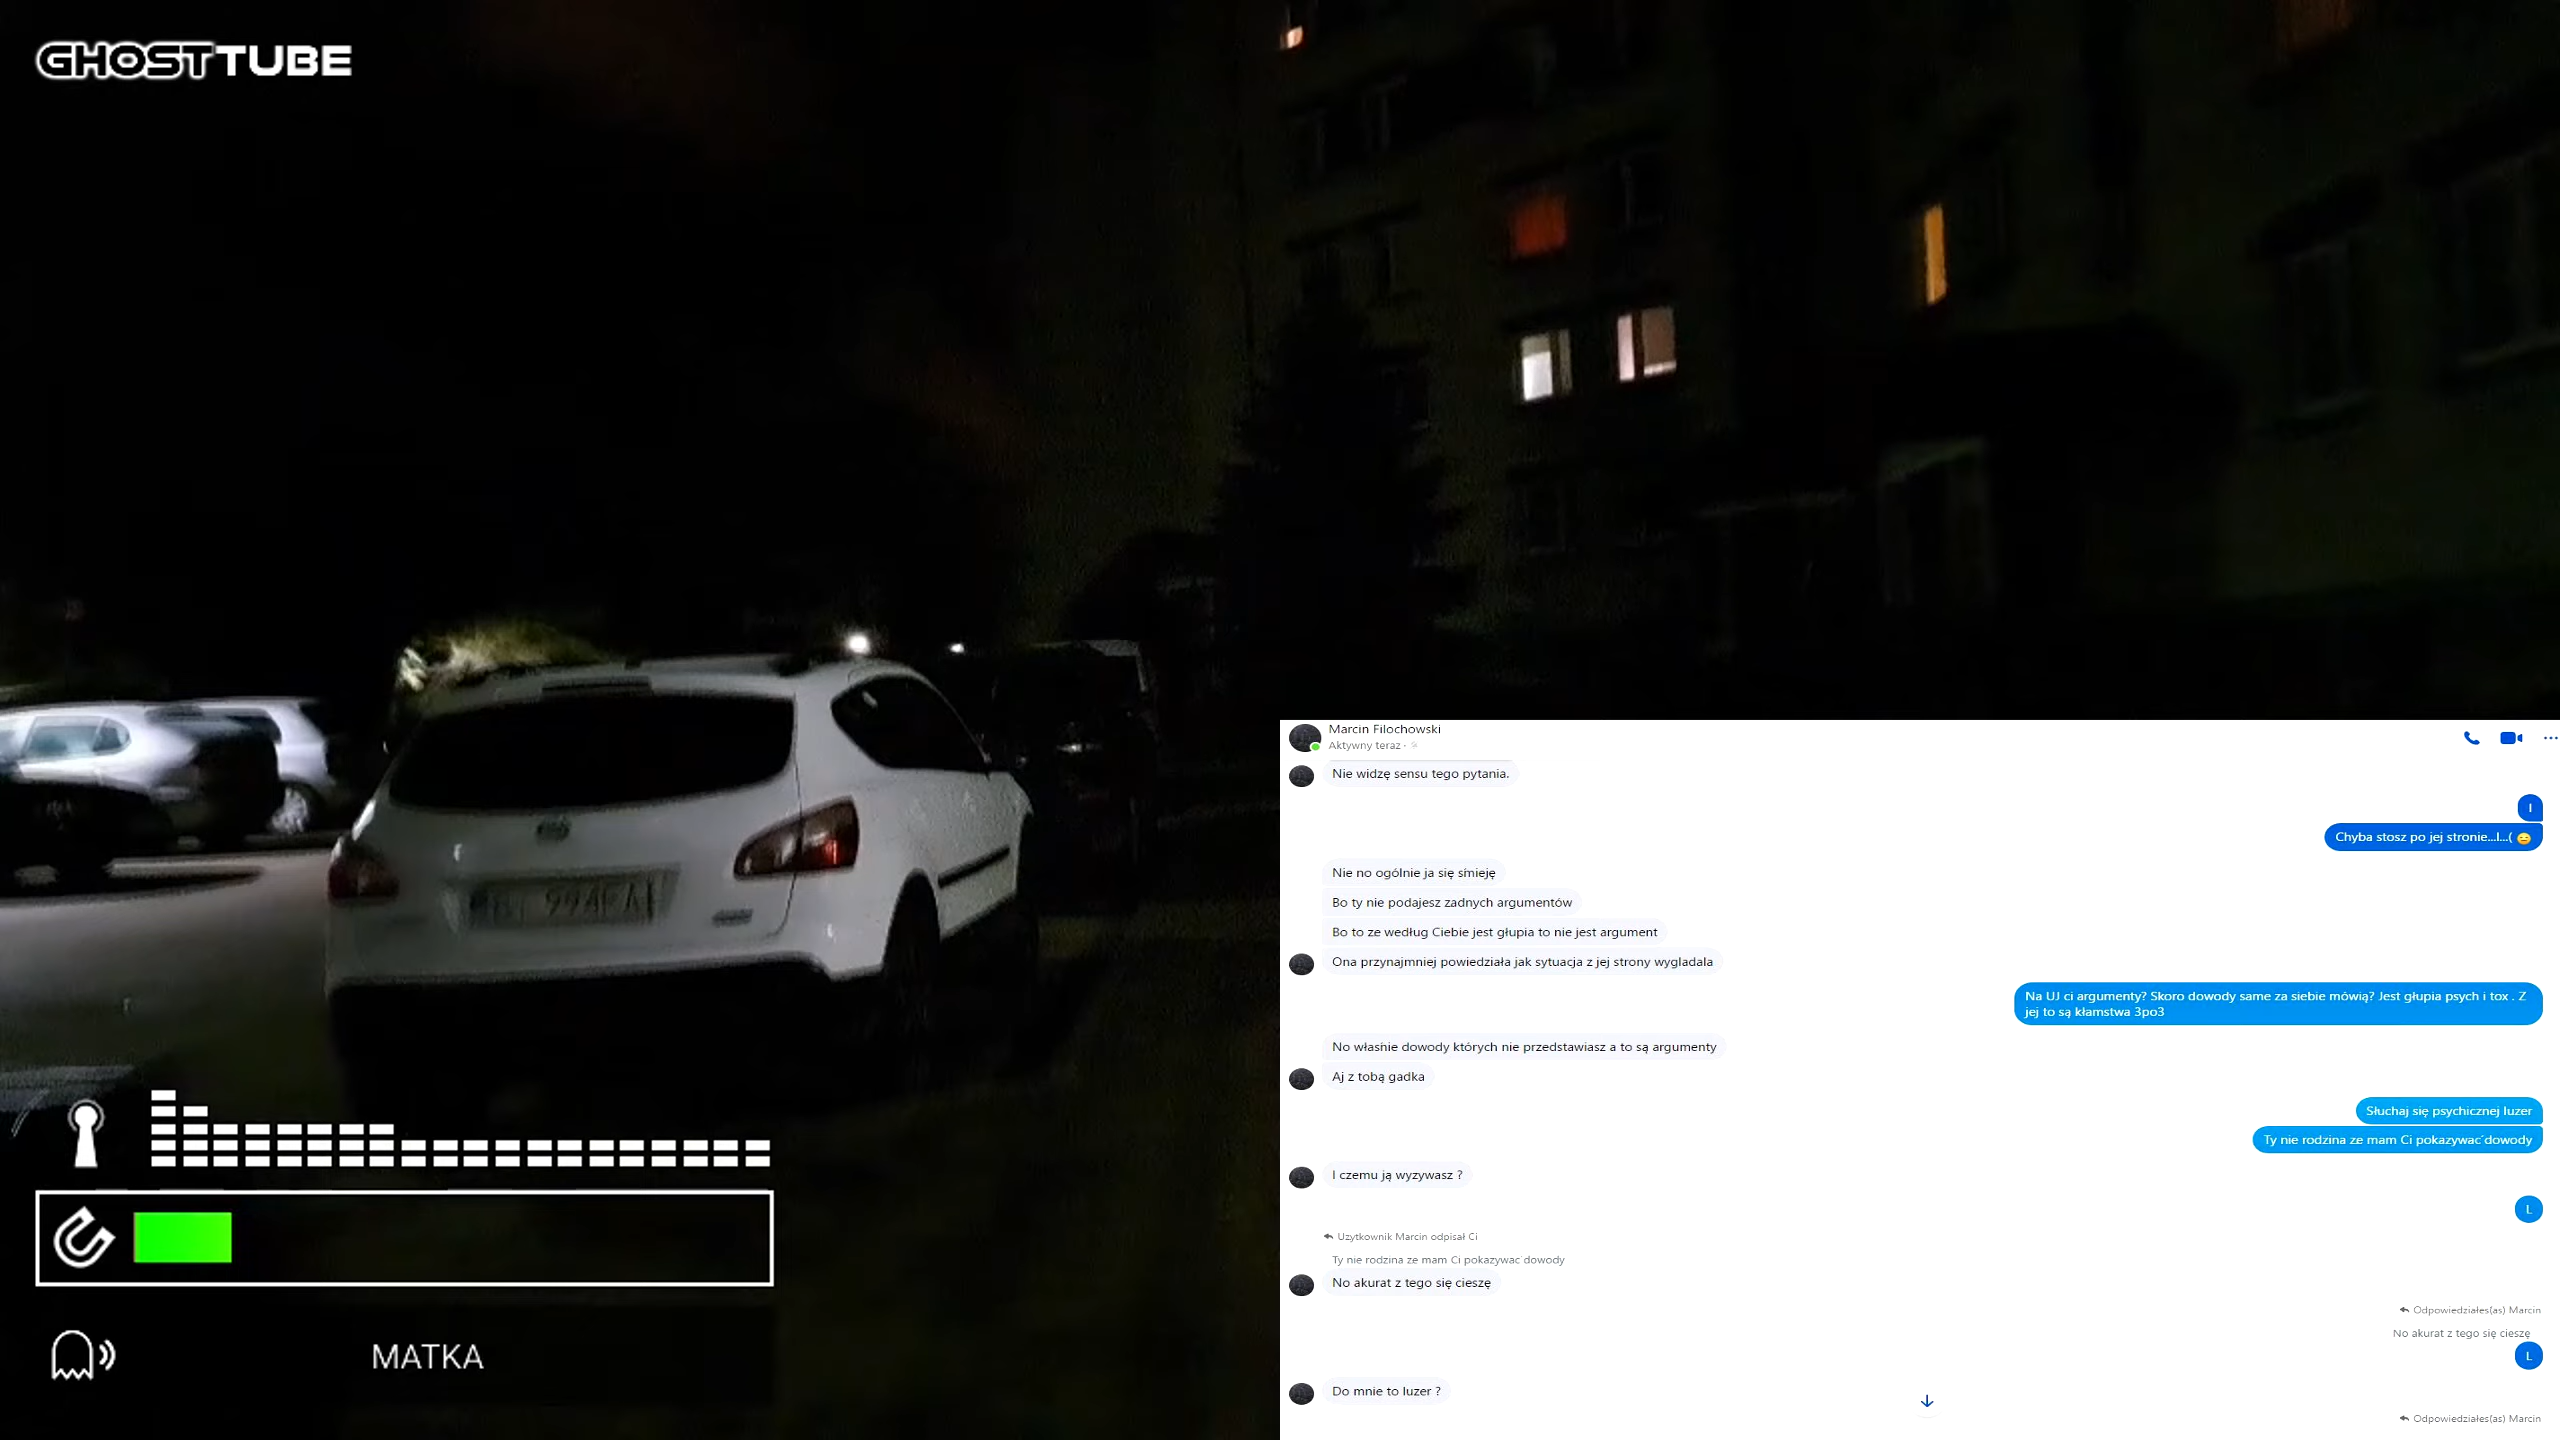 GHOSTTUBE
MATKA
Marcin Filochowski
Aktywny teraz ·
Nie widzę sensu tego pytania.
I
Chyba stosz po jej stronie...I...( 😑
Nie no ogólnie ja się śmieję
Bo ty nie podajesz zadnych argumentów
Bo to ze według Ciebie jest głupia to nie jest argument
Ona przynajmniej powiedziała jak sytuacja z jej strony wygladala
Na UJ ci argumenty? Skoro dowody same za siebie mówią? Jest głupia psych i tox . Z
jej to są kłamstwa 3po3
No właśnie dowody których nie przedstawiasz a to są argumenty
Aj z tobą gadka
Słuchaj się psychicznej luzer
Ty nie rodzina ze mam Ci pokazywac dowody
I czemu ją wyzywasz ?
L
Uzytkownik Marcin odpisał Ci
Ty nie rodzina ze mam Ci pokazywac dowody
No akurat z tego się cieszę
Odpowiedziałes(as) Marcin
No akurat z tego się cieszę
L
Do mnie to luzer ?
Odpowiedziałes(as) Marcin